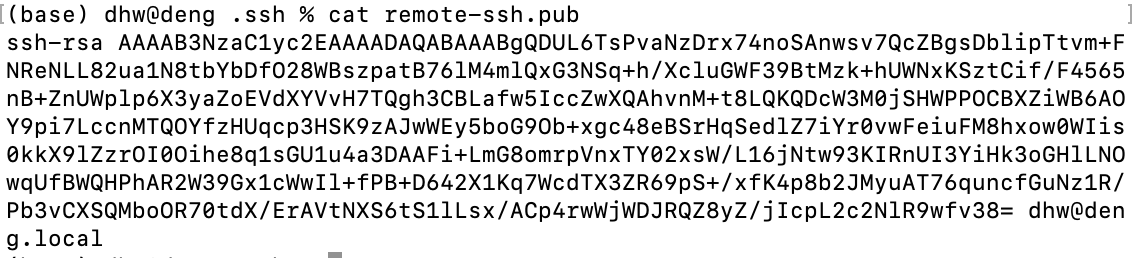 (base) dhw@deng .ssh % cat remote-ssh.pub
ssh-rsa AAAAB3NzaC1yc2EAAAADAQABAAABgQDUL6TsPvaNzDrx74noSAnwsv7QcZBgsDblipTtvm+F
NReNLL82ua1N8tbYbDfO28WBszpatB76lM4mlQxG3NSq+h/XcluGWF39BtMzk+hUWNxKSztCif/F4565
nB+ZnUWplp6X3yaZoEVdXYVvH7TQgh3CBLafw5IccZwXQAhvnM+t8LQKQDcW3M0jSHWPPOCBXZiWB6AO
Y9pi7LccnMTQOYfzHUqcp3HSK9zAJwWEy5boG9Ob+xgc48eBSrHqSedlZ7iYr0vwFeiuFM8hxow0WIis
0kkX9lZzrOI0Oihe8q1sGU1u4a3DAAFi+LmG8omrpVnxTY02xsW/L16jNtw93KIRnUI3YiHk3oGHlLNO
wqUfBWQHPhAR2W39Gx1cWwIl+fPB+D642X1Kq7WcdTX3ZR69pS+/xfK4p8b2JMyuAT76quncfGuNz1R/
Pb3vCXSQMboOR70tdX/ErAVtNXS6tS1lLsx/ACp4rwWjWDJRQZ8yZ/jIcpL2c2NlR9wfv38= dhw@den
g.local